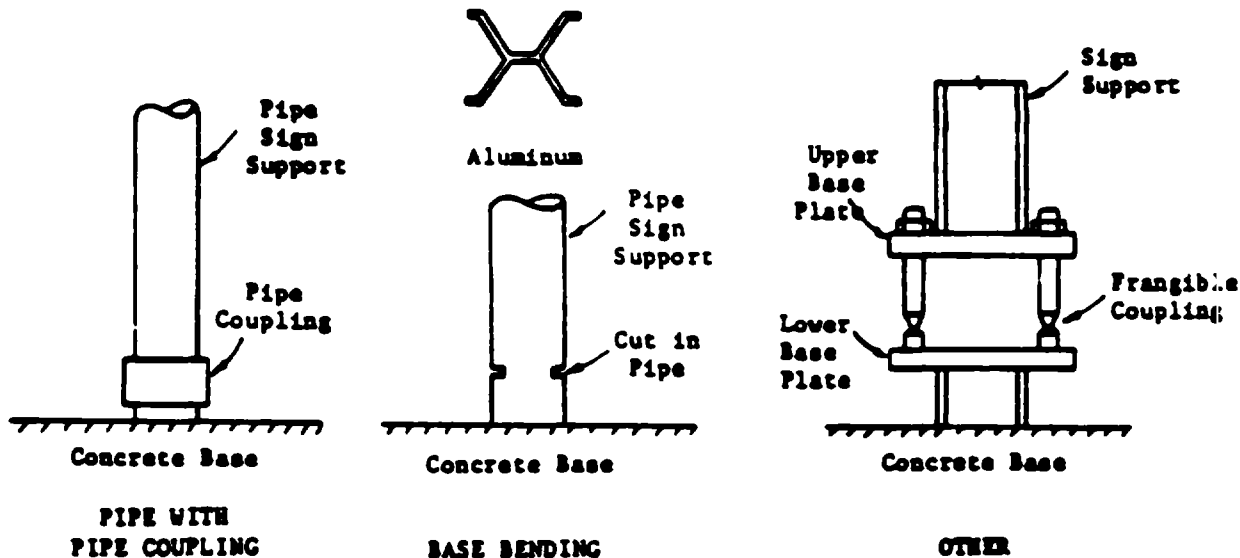 Pipe
Sign
Support
Pipe
Coupling
Concrete Base
PIPE WITH
PIPE COUPLING
Aluminum
Pipe
Sign
Support
Cut in
Pipe
Concrete Base
BASE BENDING
Sign
Support
Upper
Base
Plate
Frangible
Coupling
Lower
Base
Plate
Concrete Base
OTHER